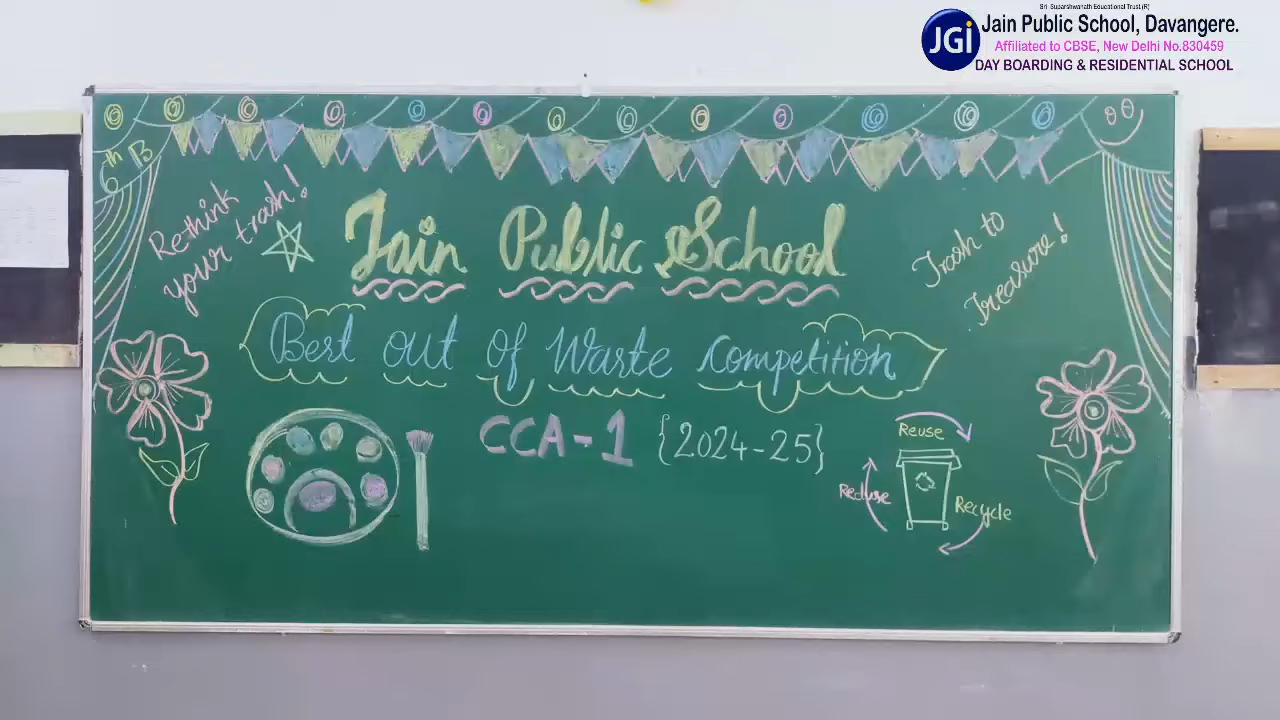 Sri. Suparshwanath Educational Trust (R)
JGi
Jain Public School, Davangere.
Affiliated to CBSE, New Delhi No.830459
DAY BOARDING & RESIDENTIAL SCHOOL
6th B
Rethink
your trash!
Jain Public School
Trash to
Treasure!
Best out of Waste Competition
CCA-1 {2024-25}
Reuse
Reduse
Recycle